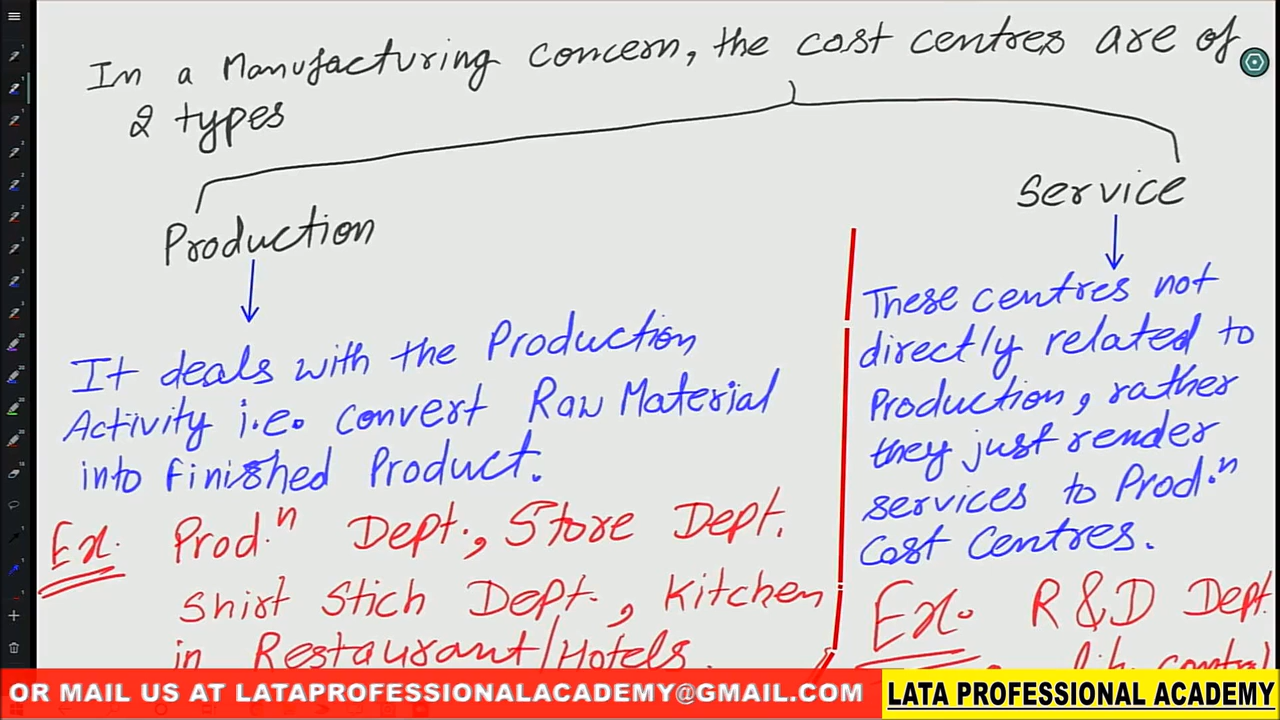 In a Manufacturing concern, the cost centres are of
2 types
Production
It deals with the Production
Activity i.e. convert Raw Material
into Finished Product.
Ex. Prod.n Dept., Store Dept.
Shirt Stich Dept., Kitchen
in Restaurant/Hotels.
Service
These centres not
directly related to
Production, rather
they just render
services to Prod.n
Cost Centres.
Ex. R&D Dept.
control
OR MAIL US AT LATAPROFESSIONALACADEMY@GMAIL.COM
LATA PROFESSIONAL ACADEMY